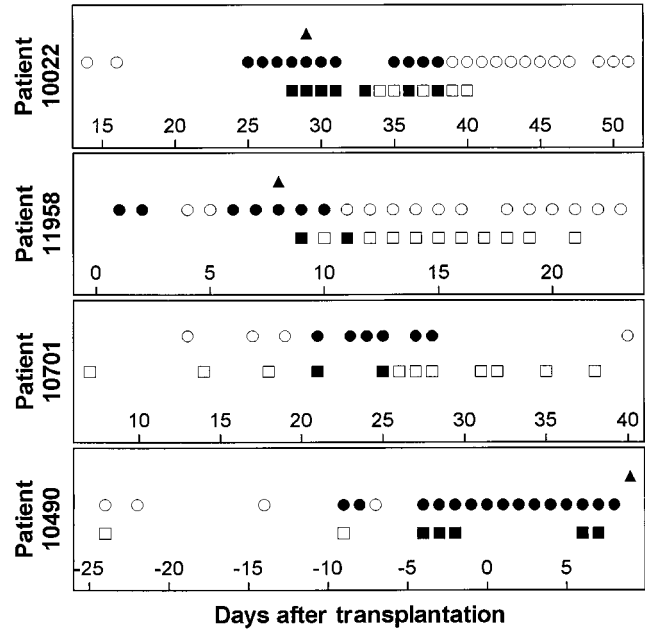 Patient
10022
15 20 25 30 35 40 45 50
Patient
11958
0 5 10 15 20
Patient
10701
10 15 20 25 30 35 40
Patient
10490
-25 -20 -15 -10 -5 0 5
Days after transplantation